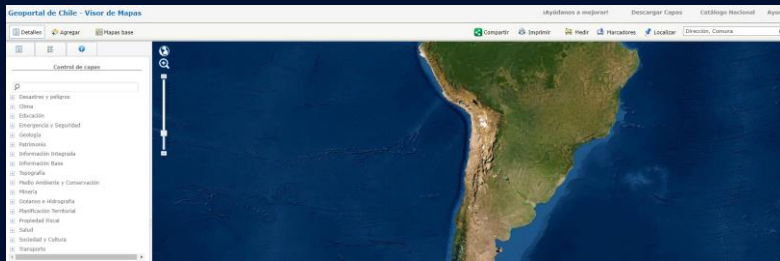 Geoportal de Chile - Visor de Mapas
¡Ayúdanos a mejorar!
Descargar Capas
Catálogo Nacional
Detalles
Agregar
Mapas base
Compartir
Imprimir
Medir
Marcadores
Localizar
Dirección, Comuna
Control de capas
Desastres y peligros
Clima
Educación
Emergencia y Seguridad
Geología
Patrimonio
Información Integrada
Información Base
Topografía
Medio Ambiente y Conservación
Minería
Océanos e Hidrografía
Planificación Territorial
Propiedad Fiscal
Salud
Sociedad y Cultura
Transporte